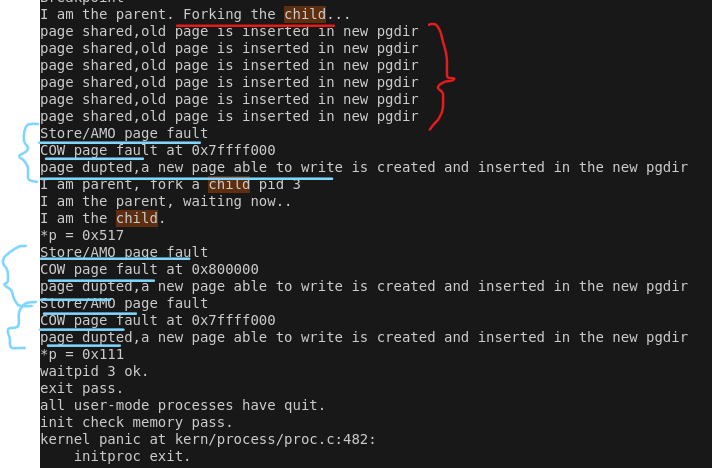 Breakpoint
I am the parent. Forking the child...
page shared,old page is inserted in new pgdir
page shared,old page is inserted in new pgdir
page shared,old page is inserted in new pgdir
page shared,old page is inserted in new pgdir
page shared,old page is inserted in new pgdir
page shared,old page is inserted in new pgdir
Store/AMO page fault
COW page fault at 0x7ffff000
page dupted,a new page able to write is created and inserted in the new pgdir
I am parent, fork a child pid 3
I am the parent, waiting now..
I am the child.
*p = 0x517
Store/AMO page fault
COW page fault at 0x800000
page dupted,a new page able to write is created and inserted in the new pgdir
Store/AMO page fault
COW page fault at 0x7ffff000
page dupted,a new page able to write is created and inserted in the new pgdir
*p = 0x111
waitpid 3 ok.
exit pass.
all user-mode processes have quit.
init check memory pass.
kernel panic at kern/process/proc.c:482:
    initproc exit.